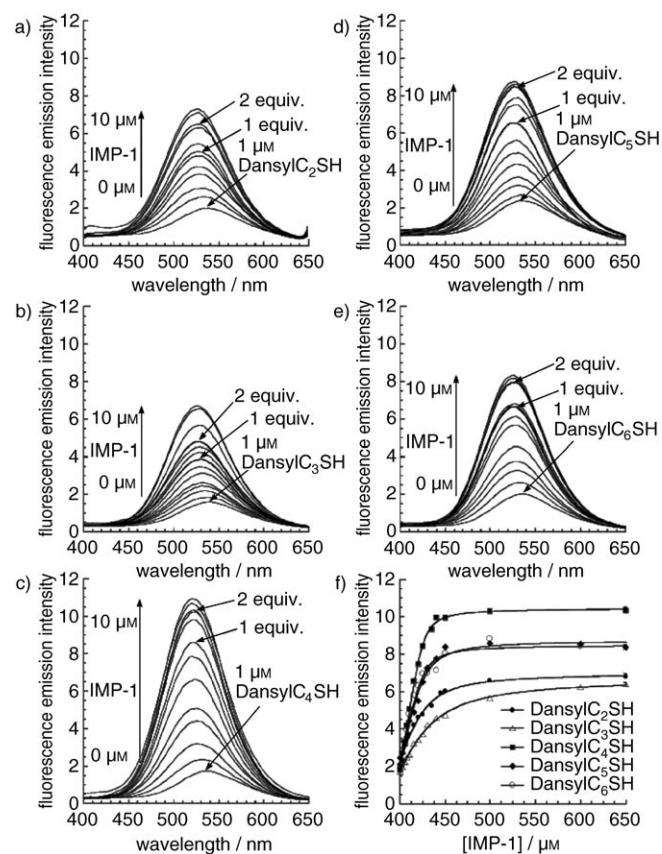 a)
fluorescence emission intensity
12
10
8
6
4
2
0
10 µM
IMP-1
0 µM
2 equiv.
1 equiv.
1 µM
DansylC2SH
400 450 500 550 600 650
wavelength / nm
b)
fluorescence emission intensity
12
10
8
6
4
2
0
10 µM
IMP-1
0 µM
2 equiv.
1 equiv.
1 µM
DansylC3SH
400 450 500 550 600 650
wavelength / nm
c)
fluorescence emission intensity
12
10
8
6
4
2
0
10 µM
IMP-1
0 µM
2 equiv.
1 equiv.
1 µM
DansylC4SH
400 450 500 550 600 650
wavelength / nm
d)
fluorescence emission intensity
12
10
8
6
4
2
0
10 µM
IMP-1
0 µM
2 equiv.
1 equiv.
1 µM
DansylC5SH
400 450 500 550 600 650
wavelength / nm
e)
fluorescence emission intensity
12
10
8
6
4
2
0
10 µM
IMP-1
0 µM
2 equiv.
1 equiv.
1 µM
DansylC6SH
400 450 500 550 600 650
wavelength / nm
f)
fluorescence emission intensity
12
10
8
6
4
2
0
DansylC2SH
DansylC3SH
DansylC4SH
DansylC5SH
DansylC6SH
400 450 500 550 600 650
[IMP-1] / µM